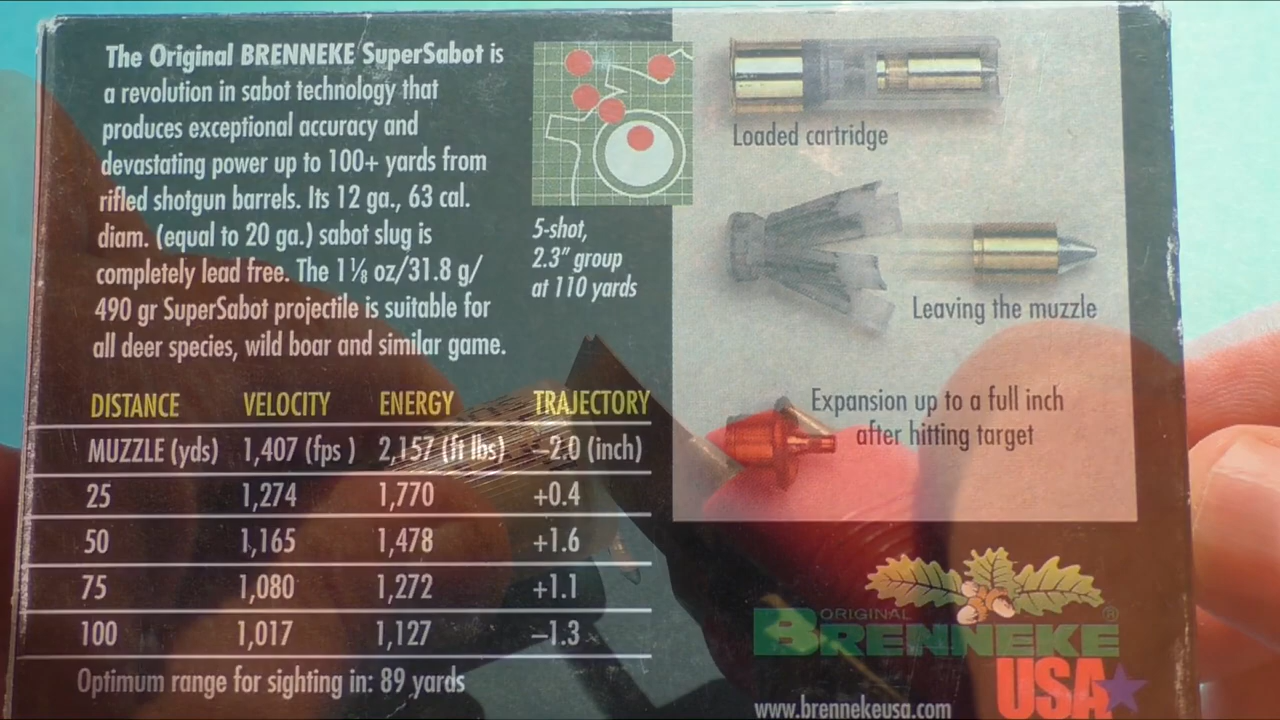 The Original BRENNEKE SuperSabot is
a revolution in sabot technology that
produces exceptional accuracy and
devastating power up to 100+ yards from
rifled shotgun barrels. Its 12 ga., 63 cal.
diam. (equal to 20 ga.) sabot slug is
completely lead free. The 1⅛ oz/31.8 g/
490 gr SuperSabot projectile is suitable for
all deer species, wild boar and similar game.
5-shot,
2.3” group
at 110 yards
Loaded cartridge
Leaving the muzzle
Expansion up to a full inch
after hitting target
DISTANCE VELOCITY ENERGY TRAJECTORY
MUZZLE (yds) 1,407 (fps ) 2,157 (ft lbs) –2.0 (inch)
25 1,274 1,770 +0.4
50 1,165 1,478 +1.6
75 1,080 1,272 +1.1
100 1,017 1,127 –1.3
Optimum range for sighting in: 89 yards
ORIGINAL ®
BRENNEKE
USA
www.brennekeusa.com